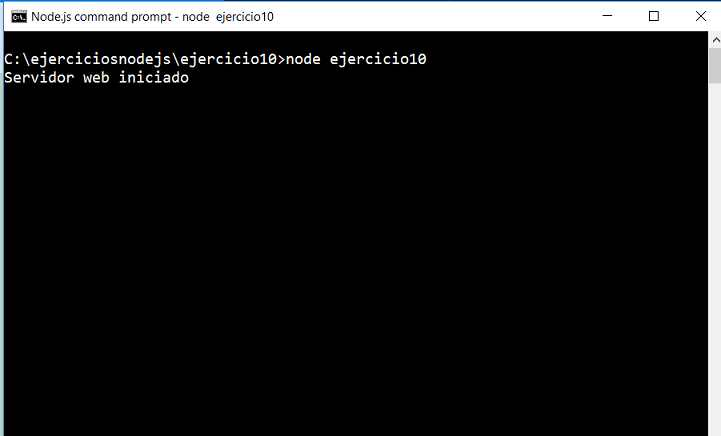 Node.js command prompt - node  ejercicio10
C:\ejerciciosnodejs\ejercicio10>node ejercicio10
Servidor web iniciado